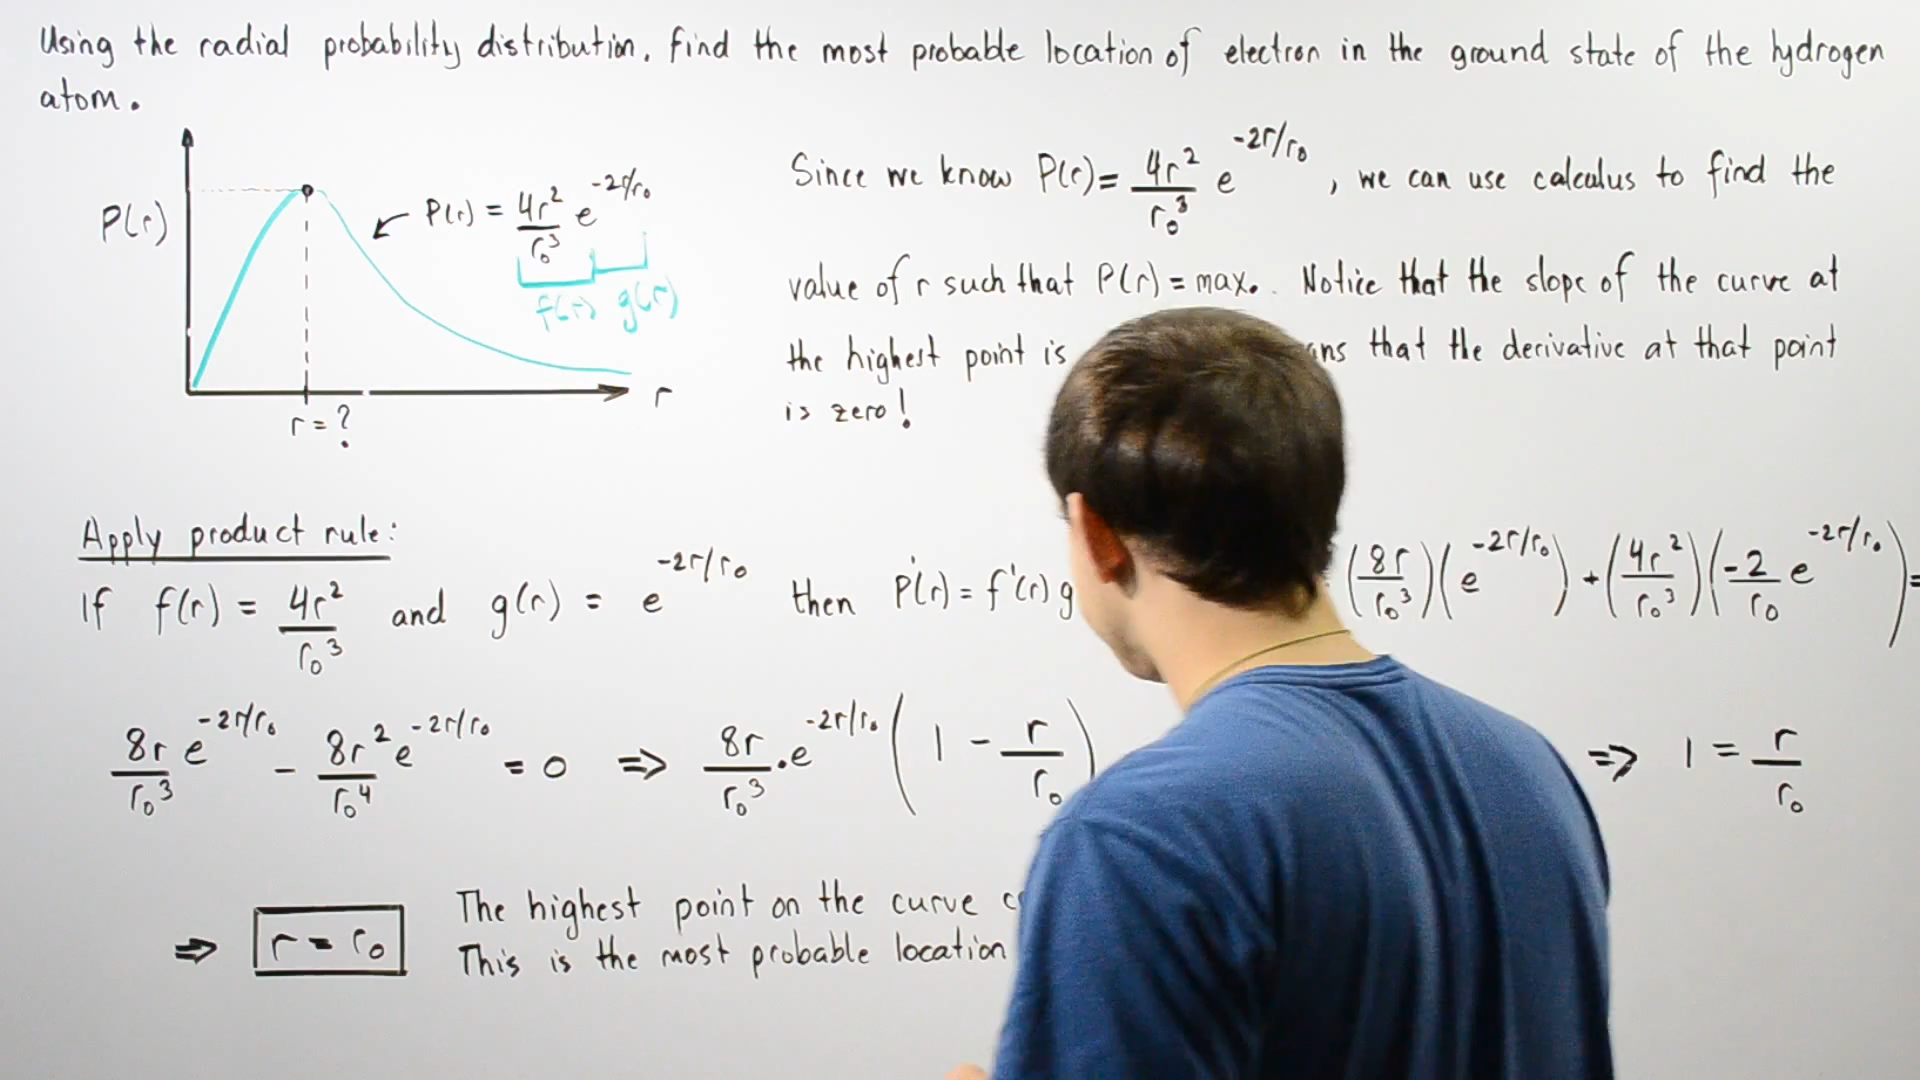 Using the radial probability distribution, find the most probable location of electron in the ground state of the hydrogen
atom.
P(r)
P(r) = 4r²/r₀³ e^(-2r/r₀)
f(r) g(r)
r
r = ?
Since we know P(r) = 4r²/r₀³ e^(-2r/r₀), we can use calculus to find the
value of r such that P(r) = max. Notice that the slope of the curve at
the highest point is that the derivative at that point
is zero!
Apply product rule:
If f(r) = 4r²/r₀³ and g(r) = e^(-2r/r₀) then P'(r) = f'(r) g (8r/r₀³)(e^(-2r/r₀)) + (4r²/r₀³)(-2/r₀ e^(-2r/r₀)) =
8r/r₀³ e^(-2r/r₀) - 8r²/r₀⁴ e^(-2r/r₀) = 0 ⇒ 8r/r₀³ · e^(-2r/r₀) (1 - r/r₀) ⇒ 1 = r/r₀
⇒ r = r₀
The highest point on the curve
This is the most probable location